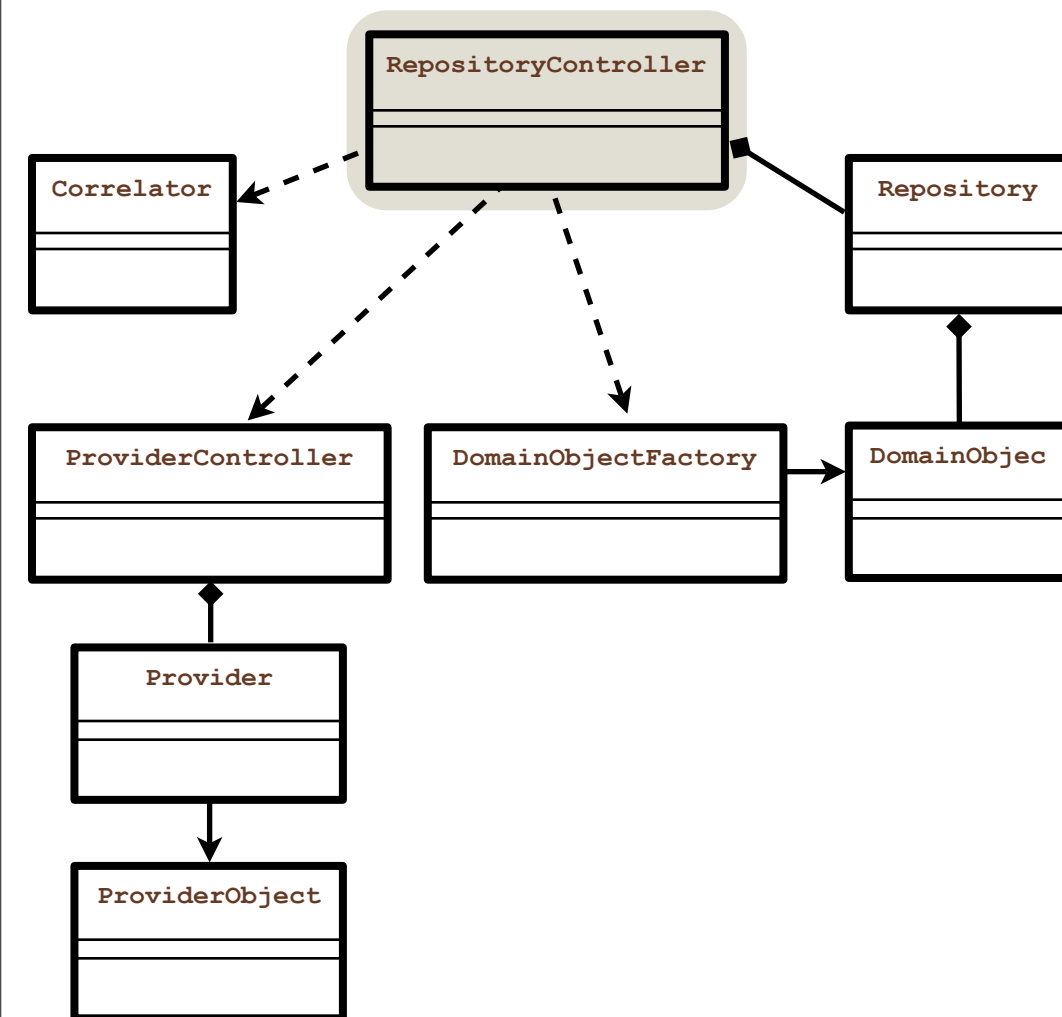 RepositoryController
Correlator
Repository
ProviderController
DomainObjectFactory
DomainObjec
Provider
ProviderObject